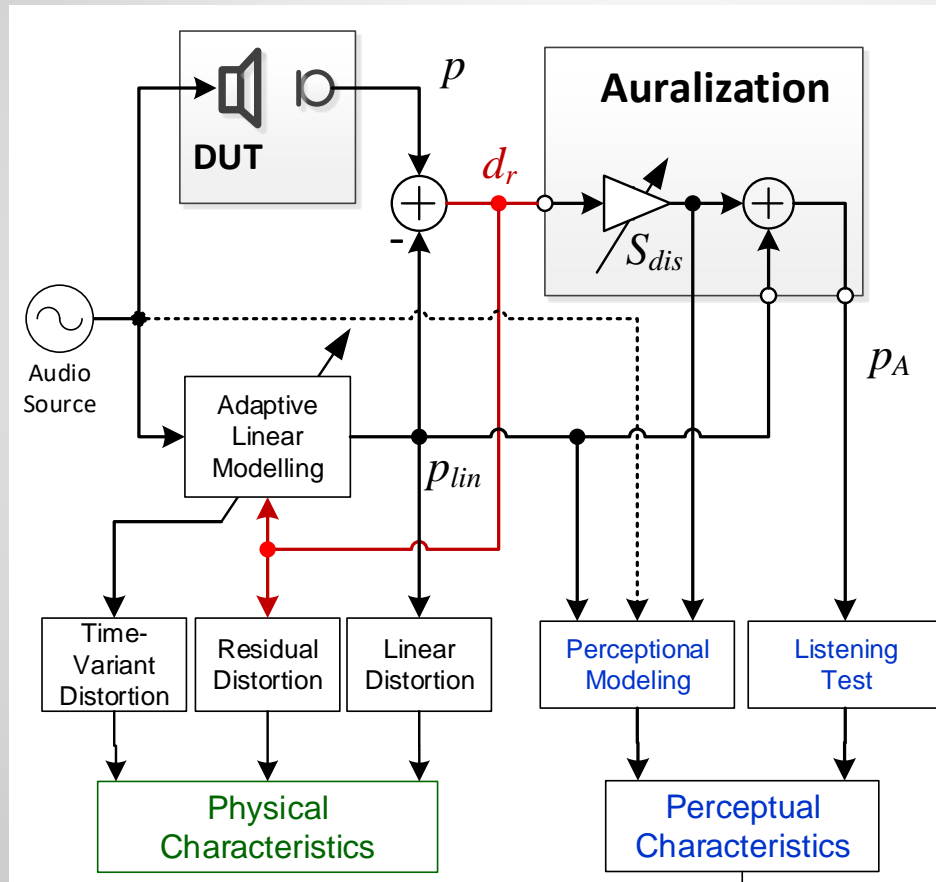 p
Auralization
DUT
d_r
+
+
-
S_dis
Audio
Source
p_A
Adaptive
Linear
Modelling
p_lin
Time-
Variant
Distortion
Residual
Distortion
Linear
Distortion
Perceptional
Modeling
Listening
Test
Physical
Characteristics
Perceptual
Characteristics